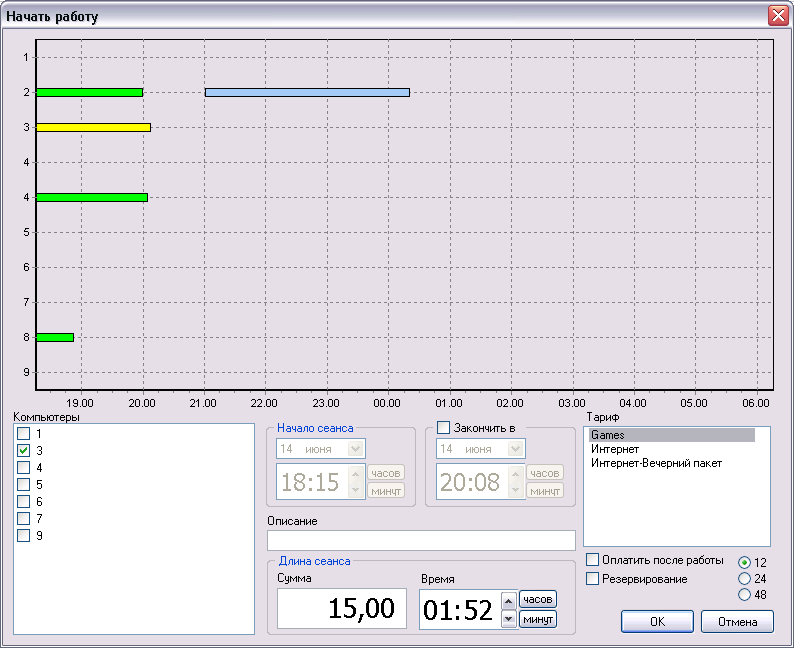 Начать работу
1
2
3
4
5
6
7
8
9
19.00 20.00 21.00 22.00 23.00 00.00 01.00 02.00 03.00 04.00 05.00 06.00
Компьютеры
1
3
4
5
6
7
9
Начало сеанса
14 июня
18:15
часов
минут
Закончить в
14 июня
20:08
часов
минут
Описание
Длина сеанса
Сумма
15,00
Время
01:52
часов
минут
Тариф
Games
Интернет
Интернет-Вечерний пакет
Оплатить после работы
Резервирование
12
24
48
OK
Отмена